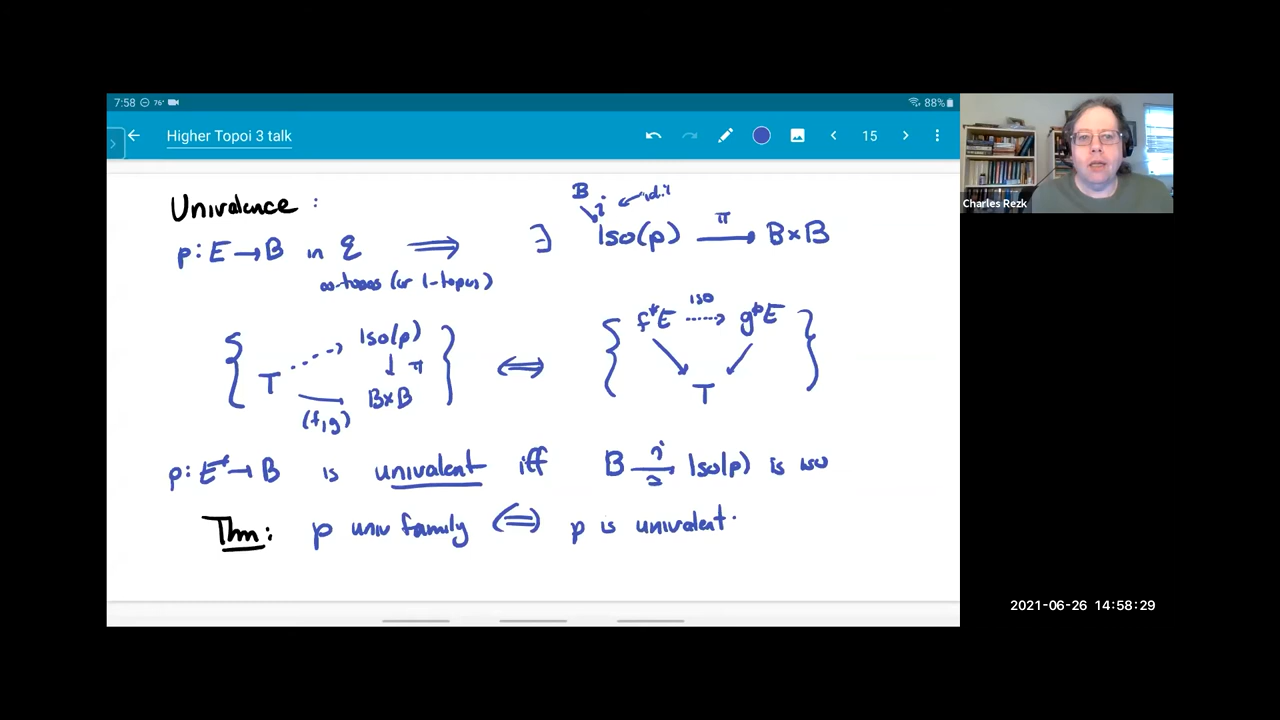 7:58 76° 88%
Higher Topoi 3 talk
15
Charles Rezk
Univalence :
B
i ← id.
p : E → B in ℰ ⟹ ∃ Iso(p) —π→ B×B
∞-topos (or 1-topos)
{ T ⇢ Iso(p) ↓ π B×B (f,g) } ⟺ { f*E ⇢ iso g*E T }
p : E → B is univalent iff B —i→ Iso(p) is iso
Thm: p univ family ⟺ p is univalent.
2021-06-26 14:58:29